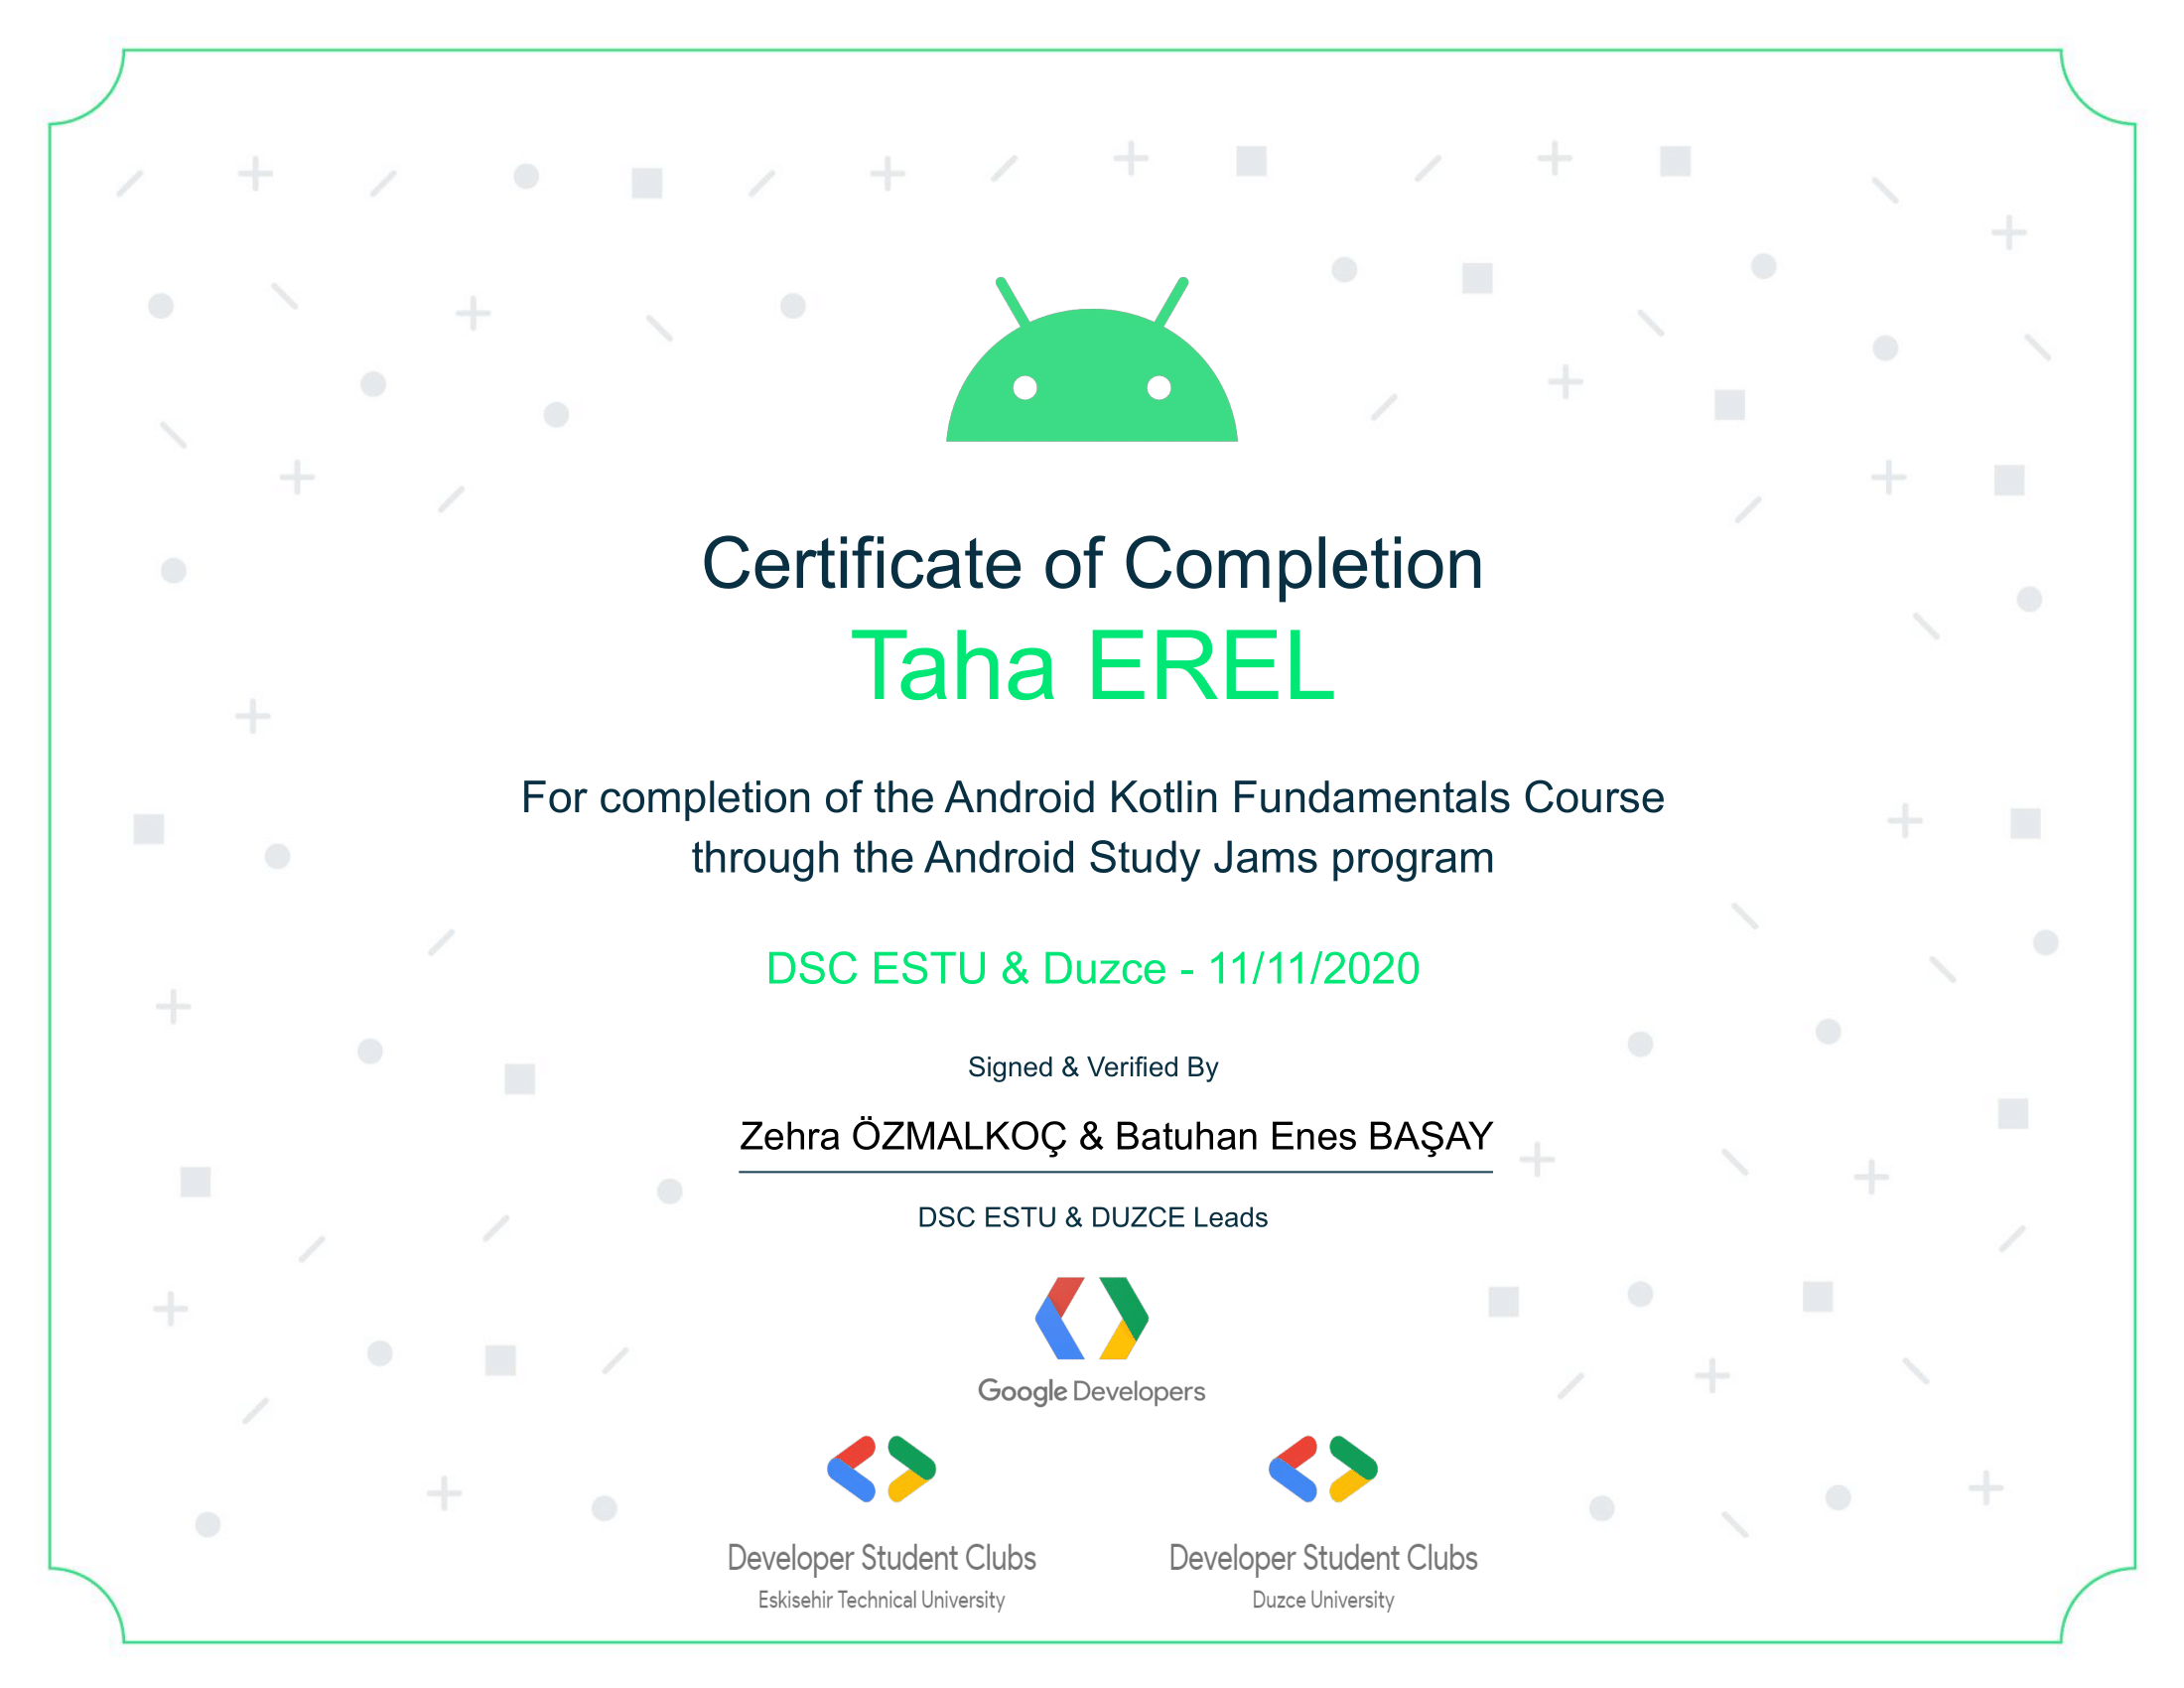 Certificate of Completion
Taha EREL
For completion of the Android Kotlin Fundamentals Course
through the Android Study Jams program
DSC ESTU & Duzce - 11/11/2020
Signed & Verified By
Zehra ÖZMALKOÇ & Batuhan Enes BAŞAY
DSC ESTU & DUZCE Leads
Google Developers
Developer Student Clubs
Eskisehir Technical University
Developer Student Clubs
Duzce University